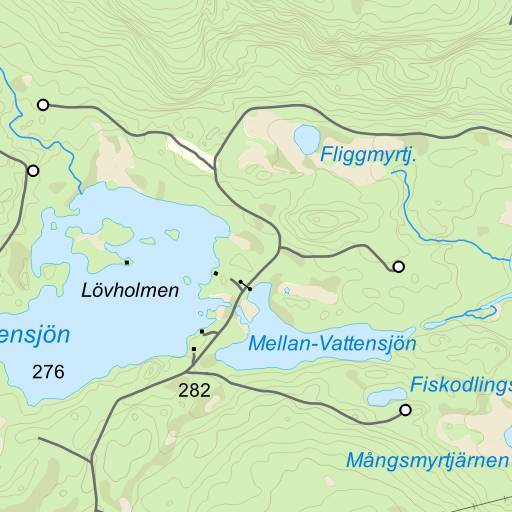 Fliggmyrtj.
Lövholmen
ensjön
Mellan-Vattensjön
276
282
Fiskodlings
Mångsmyrtjärnen